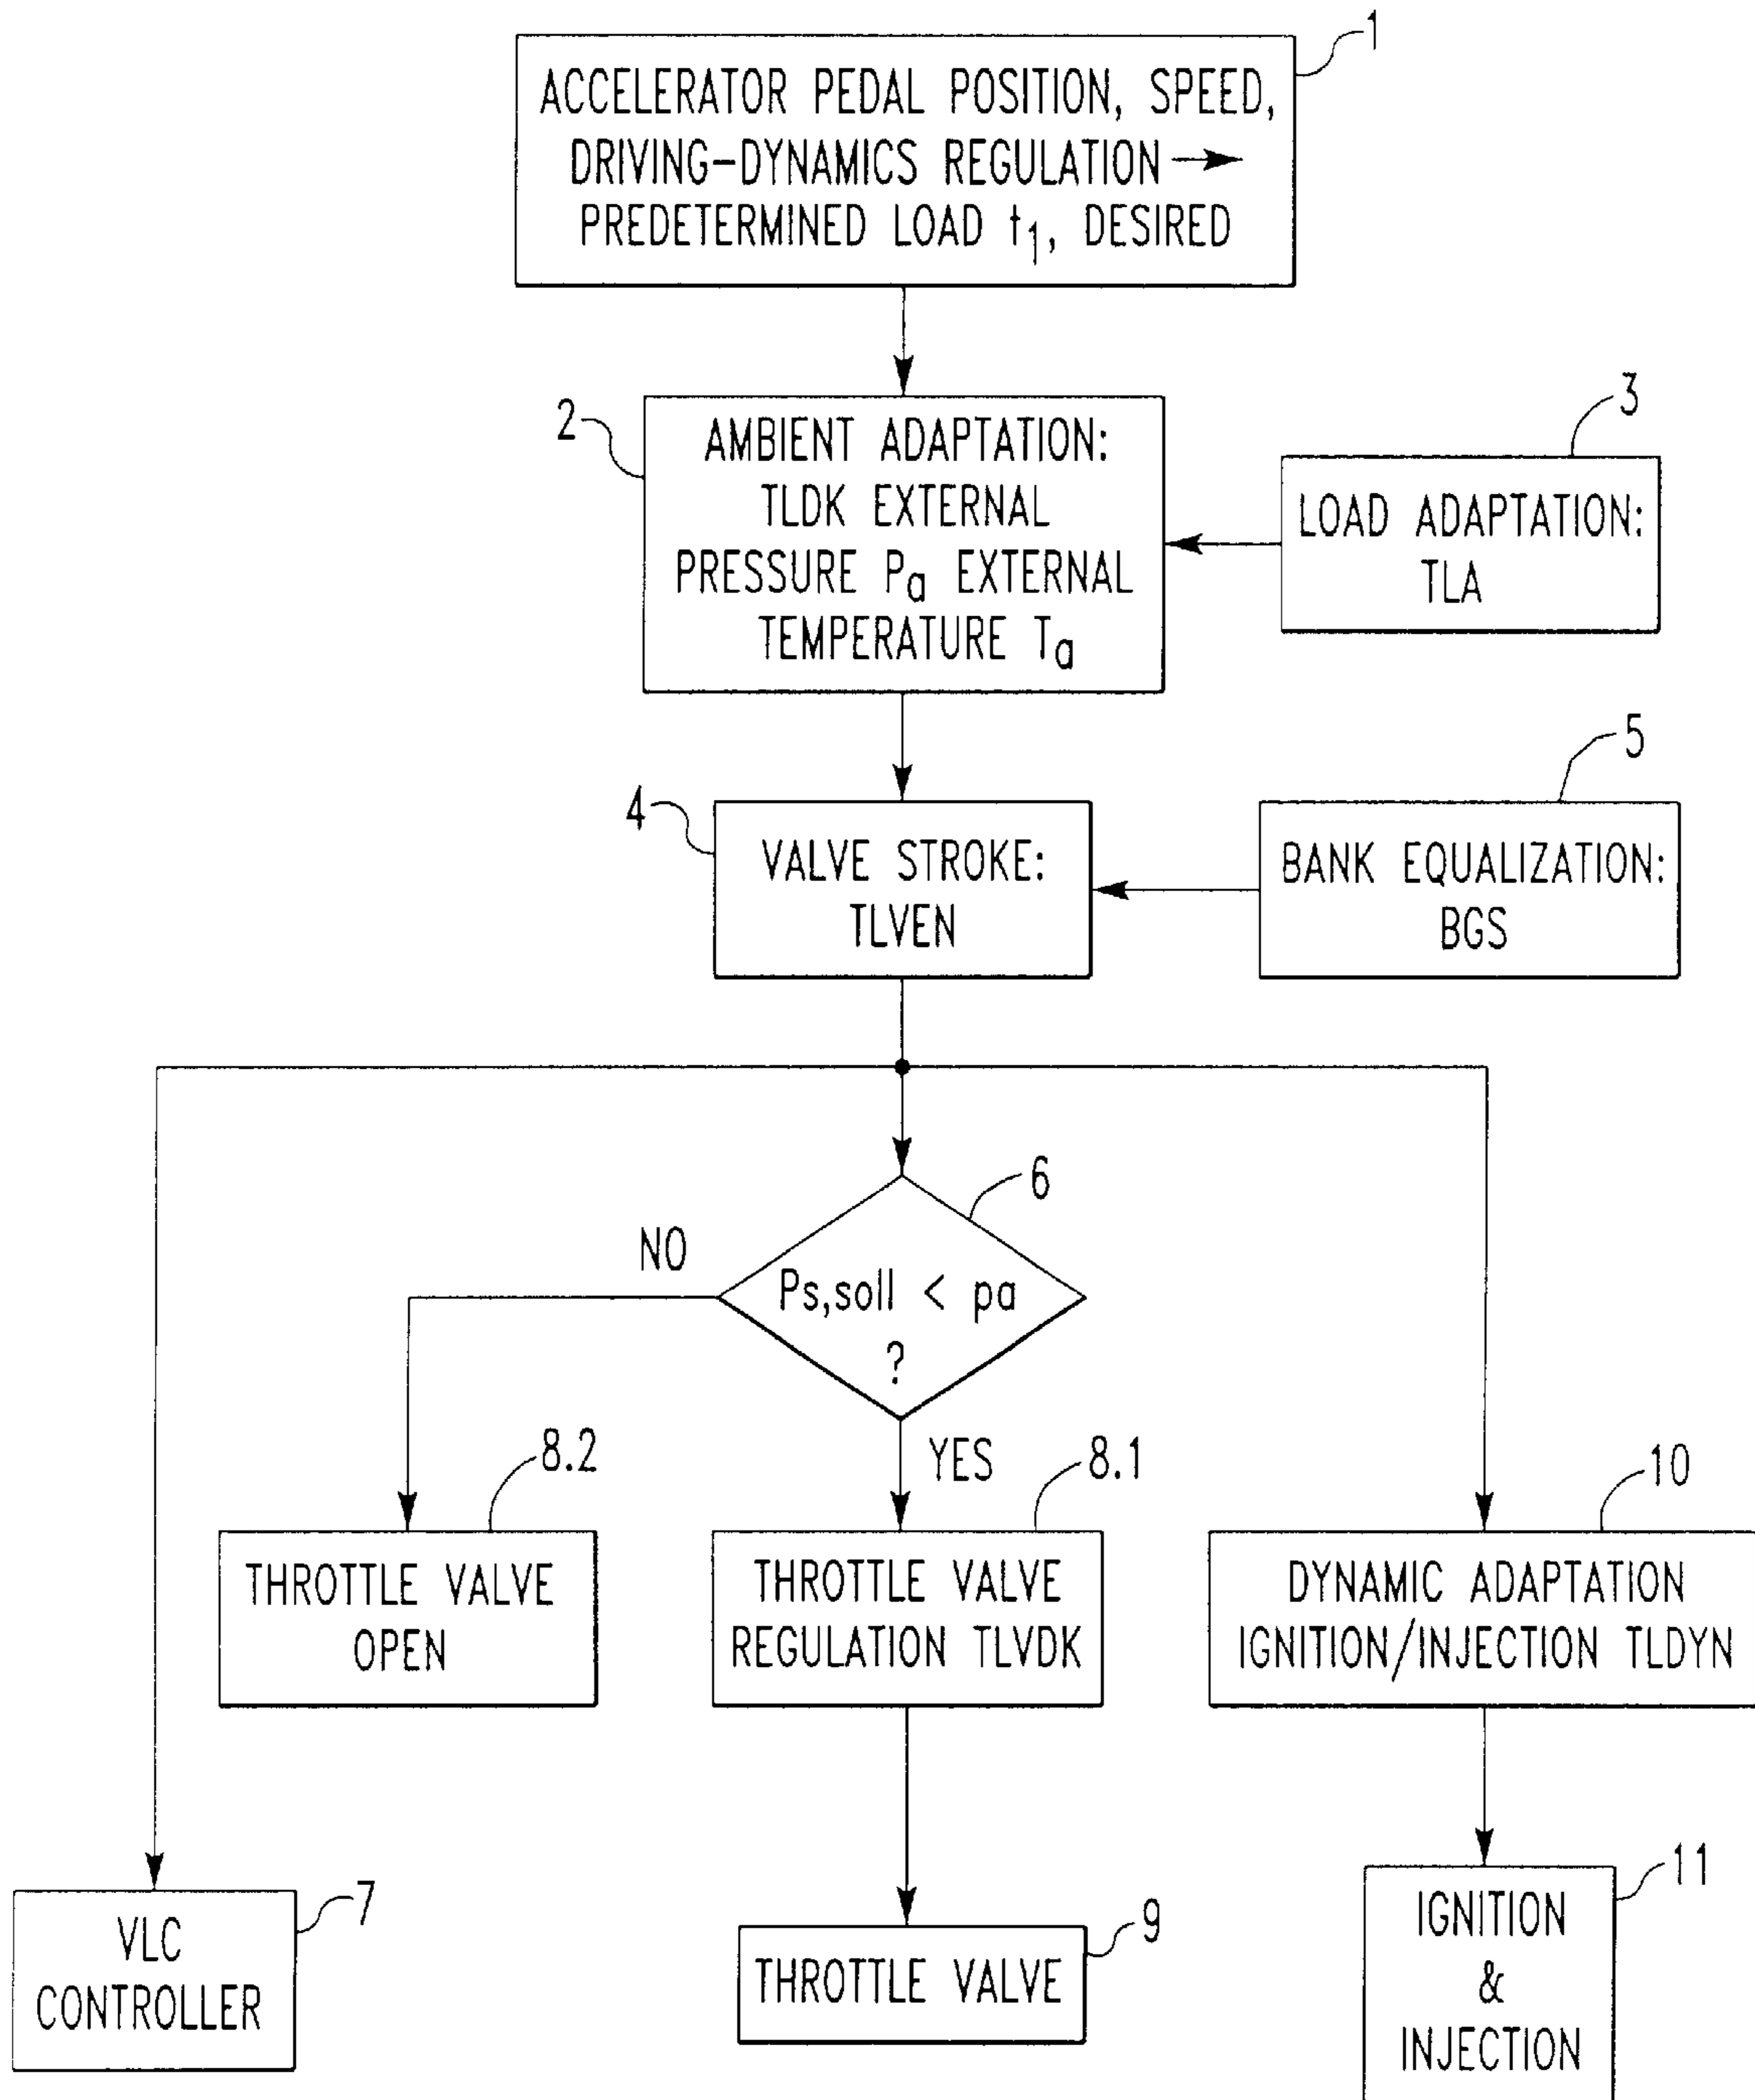 1
ACCELERATOR PEDAL POSITION, SPEED,
DRIVING-DYNAMICS REGULATION →
PREDETERMINED LOAD t1, DESIRED
2
AMBIENT ADAPTATION:
TLDK EXTERNAL
PRESSURE Pa EXTERNAL
TEMPERATURE Ta
3
LOAD ADAPTATION:
TLA
4
VALVE STROKE:
TLVEN
5
BANK EQUALIZATION:
BGS
6
Ps,soll < pa
?
NO
YES
8.2
THROTTLE VALVE
OPEN
8.1
THROTTLE VALVE
REGULATION TLVDK
10
DYNAMIC ADAPTATION
IGNITION/INJECTION TLDYN
7
VLC
CONTROLLER
9
THROTTLE VALVE
11
IGNITION
&
INJECTION